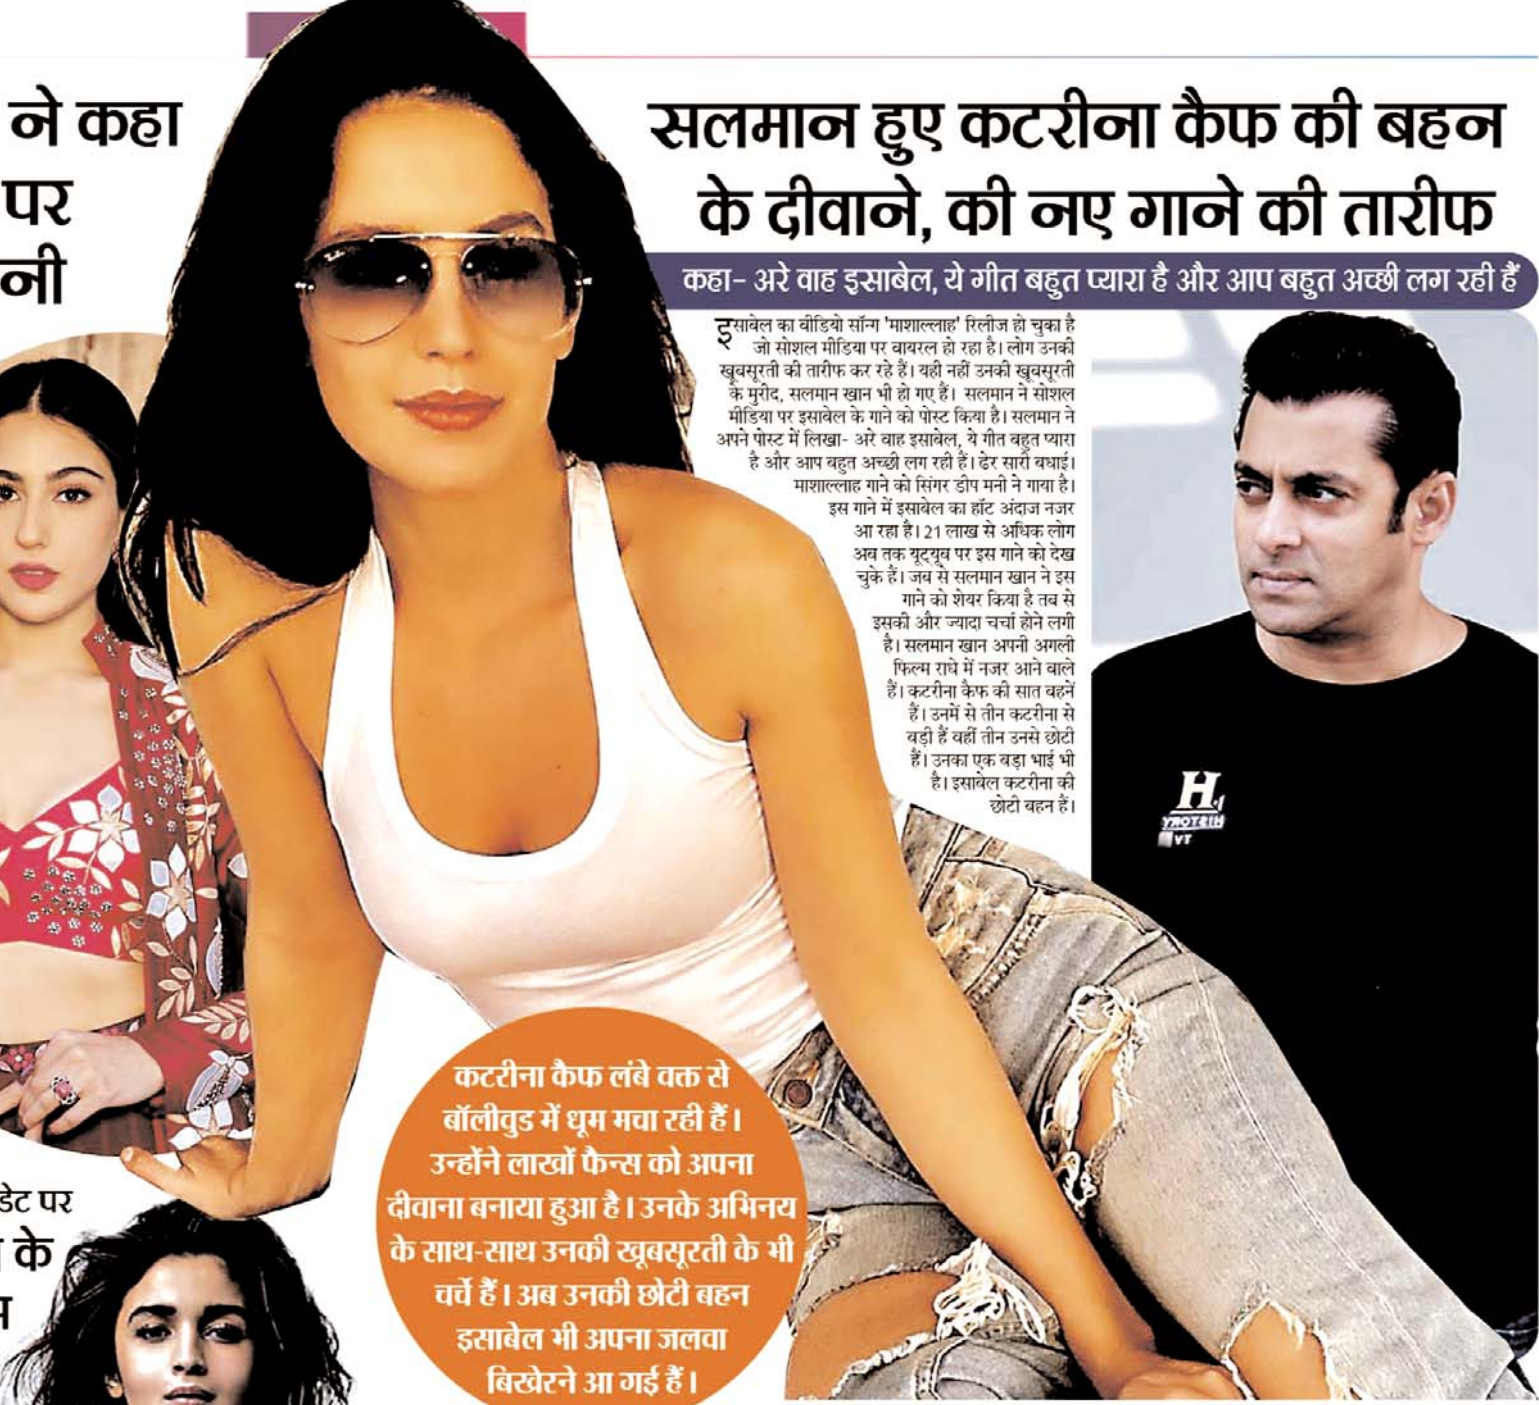 ने कहा
पर
नी
सलमान हुए कटरीना कैफ की बहन
के दीवाने, की नए गाने की तारीफ
कहा- अरे वाह इसाबेल, ये गीत बहुत प्यारा है और आप बहुत अच्छी लग रही हैं
इसाबेल का वीडियो सॉन्ग 'माशाल्लाह' रिलीज हो चुका है
जो सोशल मीडिया पर वायरल हो रहा है। लोग उनकी
खूबसूरती की तारीफ कर रहे हैं। यही नहीं उनकी खूबसूरती
के मुरीद, सलमान खान भी हो गए हैं। सलमान ने सोशल
मीडिया पर इसाबेल के गाने को पोस्ट किया है। सलमान ने
अपने पोस्ट में लिखा- अरे वाह इसाबेल, ये गीत बहुत प्यारा
है और आप बहुत अच्छी लग रही हैं। ढेर सारी बधाई।
माशाल्लाह गाने को सिंगर डीप मनी ने गाया है।
इस गाने में इसाबेल का हॉट अंदाज नजर
आ रहा है। 21 लाख से अधिक लोग
अब तक यूट्यूब पर इस गाने को देख
चुके हैं। जब से सलमान खान ने इस
गाने को शेयर किया है तब से
इसकी और ज्यादा चर्चा होने लगी
है। सलमान खान अपनी अगली
फिल्म राधे में नजर आने वाले
हैं। कटरीना कैफ की सात बहनें
हैं। उनमें से तीन कटरीना से
बड़ी हैं वहीं तीन उनसे छोटी
हैं। उनका एक बड़ा भाई भी
है। इसाबेल कटरीना की
छोटी बहन हैं।
H
HISTORY
TV
कटरीना कैफ लंबे वक्त से
बॉलीवुड में धूम मचा रही हैं।
उन्होंने लाखों फैन्स को अपना
दीवाना बनाया हुआ है। उनके अभिनय
के साथ-साथ उनकी खूबसूरती के भी
चर्चे हैं। अब उनकी छोटी बहन
इसाबेल भी अपना जलवा
बिखेरने आ गई हैं।
डेट पर
के